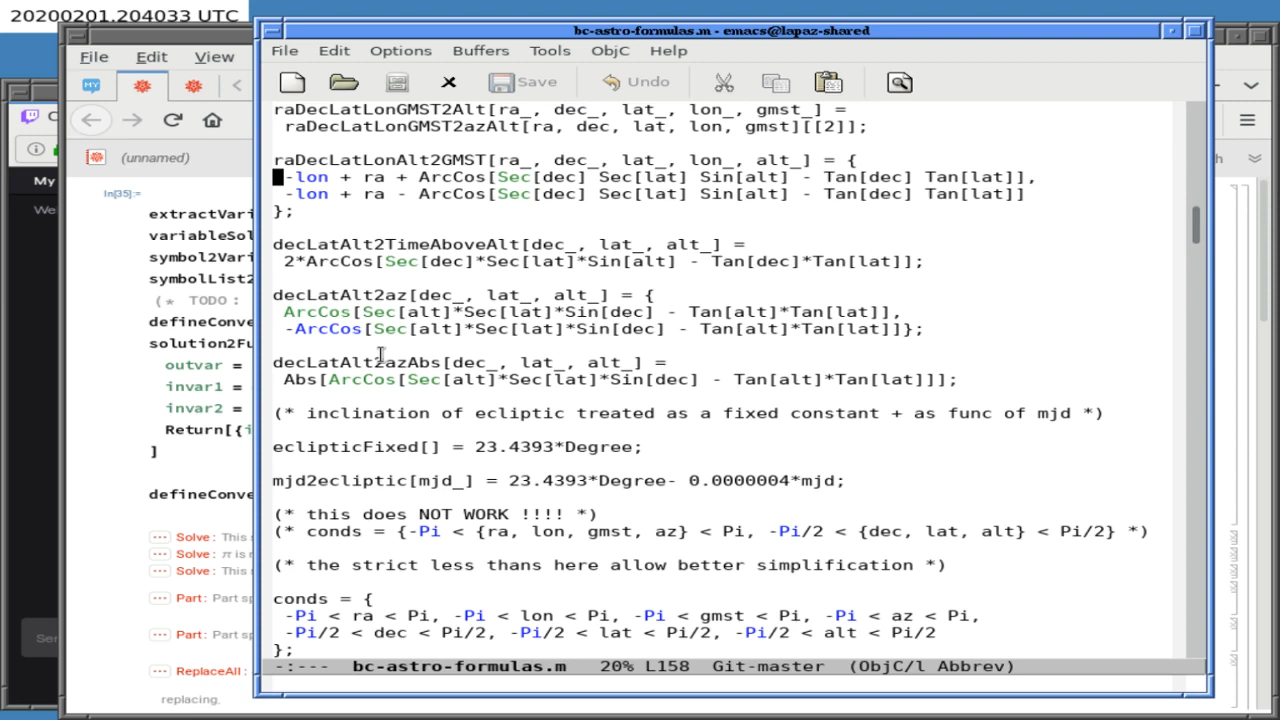 20200201.204033 UTC
bc-astro-formulas.m - emacs@lapaz-shared
File Edit View
File Edit Options Buffers Tools ObjC Help
Save Undo
(unnamed)
My
In[35]:=
extractVari
variableSol
symbol2Vari
symbolList2
(* TODO:
defineConve
solution2Fu
outvar =
invar1 =
invar2 =
Return[{i
]
defineConve
Solve: This s
Solve: π is r
Solve: This s
Part: Part sp
Part: Part sp
ReplaceAll:
replacing.
raDecLatLonGMST2Alt[ra_, dec_, lat_, lon_, gmst_] =
raDecLatLonGMST2azAlt[ra, dec, lat, lon, gmst][[2]];
raDecLatLonAlt2GMST[ra_, dec_, lat_, lon_, alt_] = {
-lon + ra + ArcCos[Sec[dec] Sec[lat] Sin[alt] - Tan[dec] Tan[lat]],
-lon + ra - ArcCos[Sec[dec] Sec[lat] Sin[alt] - Tan[dec] Tan[lat]]
};
decLatAlt2TimeAboveAlt[dec_, lat_, alt_] =
2*ArcCos[Sec[dec]*Sec[lat]*Sin[alt] - Tan[dec]*Tan[lat]];
decLatAlt2az[dec_, lat_, alt_] = {
ArcCos[Sec[alt]*Sec[lat]*Sin[dec] - Tan[alt]*Tan[lat]],
-ArcCos[Sec[alt]*Sec[lat]*Sin[dec] - Tan[alt]*Tan[lat]]};
decLatAlt2azAbs[dec_, lat_, alt_] =
Abs[ArcCos[Sec[alt]*Sec[lat]*Sin[dec] - Tan[alt]*Tan[lat]]];
(* inclination of ecliptic treated as a fixed constant + as func of mjd *)
eclipticFixed[] = 23.4393*Degree;
mjd2ecliptic[mjd_] = 23.4393*Degree- 0.0000004*mjd;
(* this does NOT WORK !!!! *)
(* conds = {-Pi < {ra, lon, gmst, az} < Pi, -Pi/2 < {dec, lat, alt} < Pi/2} *)
(* the strict less thans here allow better simplification *)
conds = {
-Pi < ra < Pi, -Pi < lon < Pi, -Pi < gmst < Pi, -Pi < az < Pi,
-Pi/2 < dec < Pi/2, -Pi/2 < lat < Pi/2, -Pi/2 < alt < Pi/2
};
-:--- bc-astro-formulas.m 20% L158 Git-master (ObjC/l Abbrev)